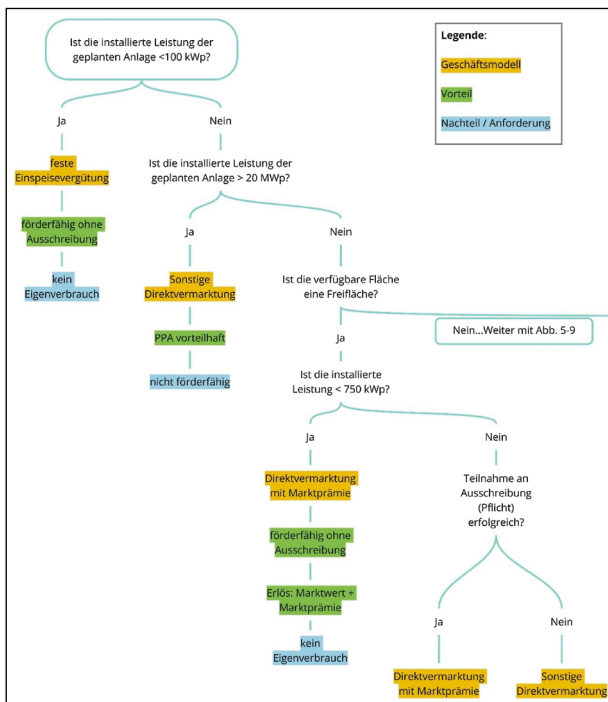 Ist die installierte Leistung der
geplanten Anlage <100 kWp?
Legende:
Geschäftsmodell
Vorteil
Nachteil / Anforderung
Ja
Nein
feste
Einspeisevergütung
Ist die installierte Leistung der
geplanten Anlage > 20 MWp?
förderfähig ohne
Ausschreibung
Ja
Nein
kein
Eigenverbrauch
Sonstige
Direktvermarktung
Ist die verfügbare Fläche
eine Freifläche?
PPA vorteilhaft
Nein...Weiter mit Abb. 5-9
Ja
nicht förderfähig
Ist die installierte
Leistung < 750 kWp?
Ja
Nein
Direktvermarktung
mit Marktprämie
Teilnahme an
Ausschreibung
(Pflicht)
erfolgreich?
förderfähig ohne
Ausschreibung
Erlös: Marktwert +
Marktprämie
kein
Eigenverbrauch
Ja
Nein
Direktvermarktung
mit Marktprämie
Sonstige
Direktvermarktung